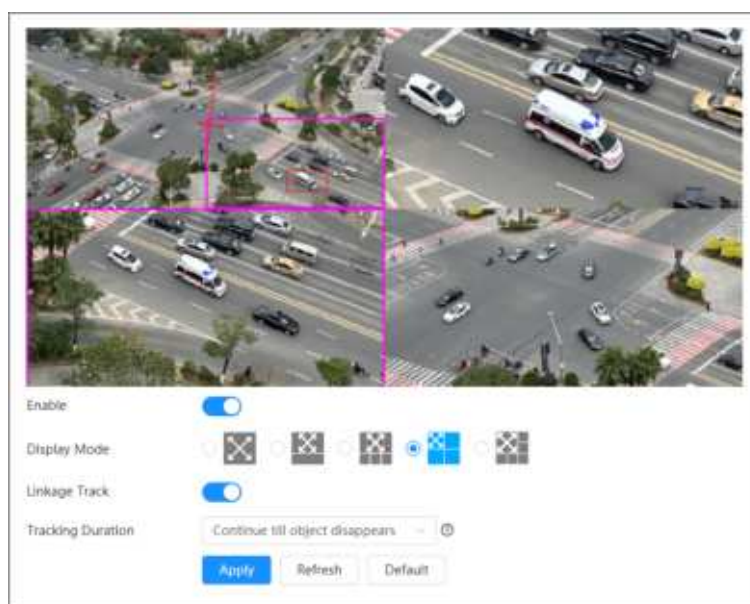 Enable
Display Mode
Linkage Track
Tracking Duration
Continue till object disappears
Apply Refresh Default